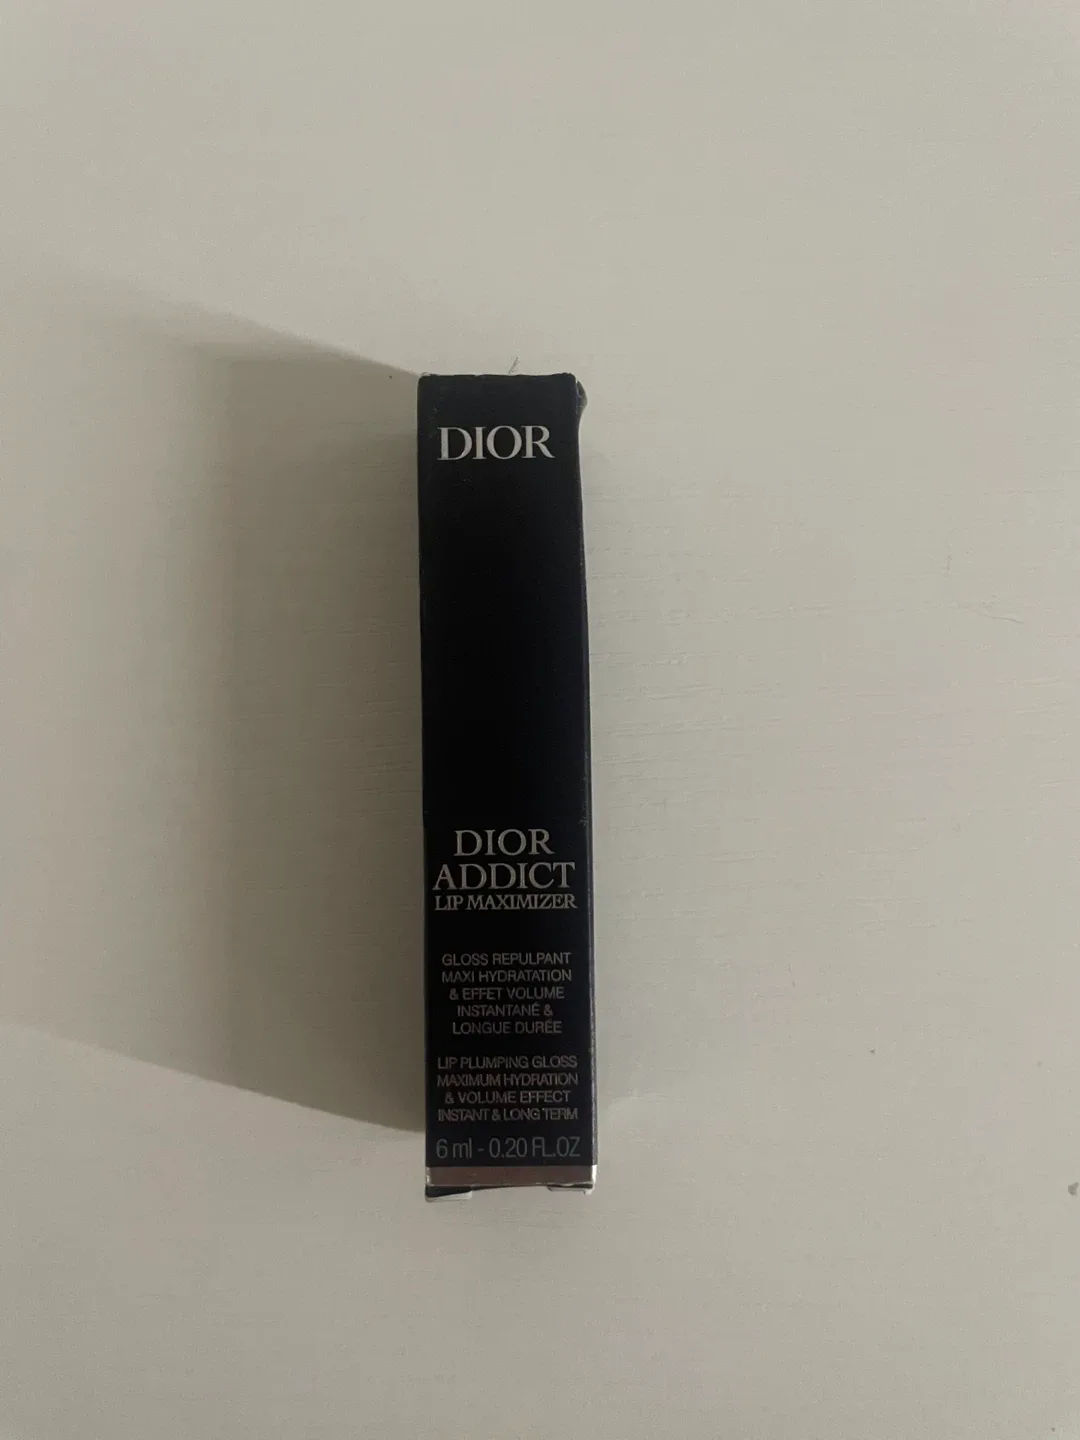 DIOR
DIOR
ADDICT
LIP MAXIMIZER
GLOSS REPULPANT
MAXI HYDRATATION
& EFFET VOLUME
INSTANTANÉ &
LONGUE DURÉE
LIP PLUMPING GLOSS
MAXIMUM HYDRATION
& VOLUME EFFECT
INSTANT & LONG TERM
6 ml - 0.20 FL.OZ